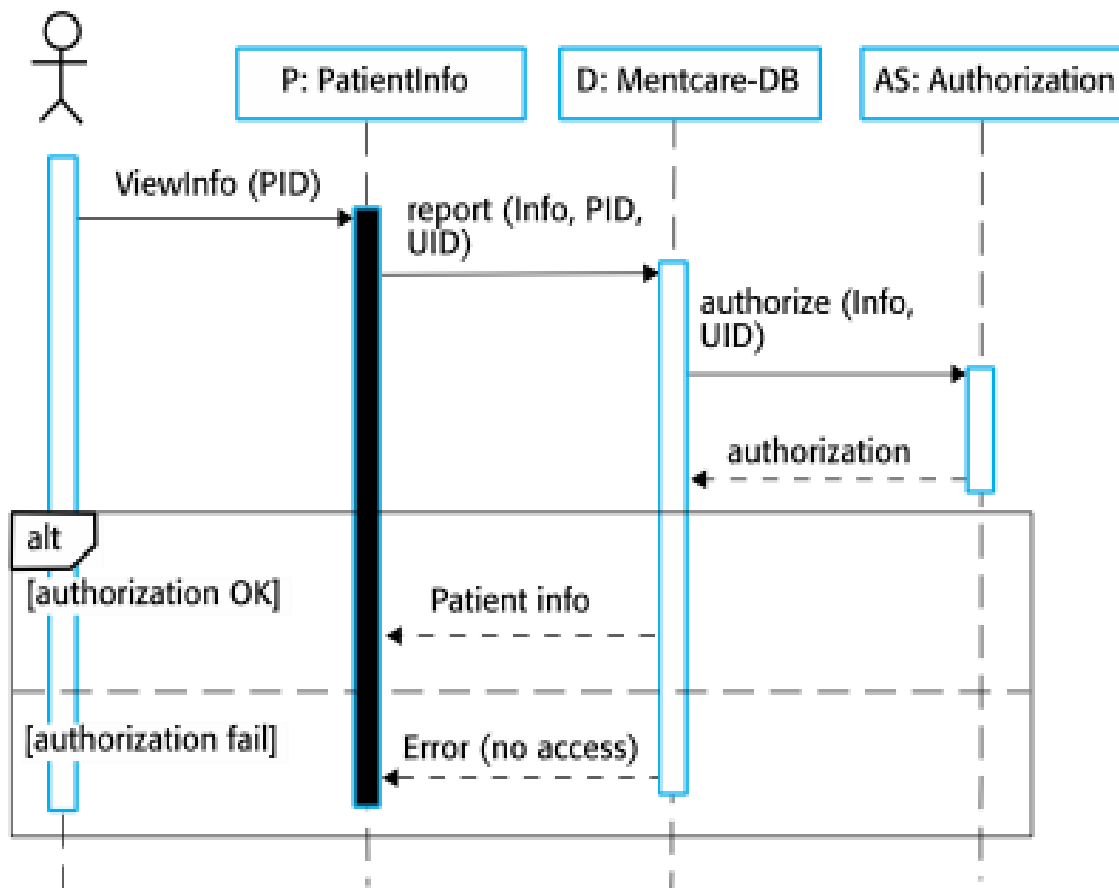 P: PatientInfo
D: Mentcare-DB
AS: Authorization
ViewInfo (PID)
report (Info, PID,
UID)
authorize (Info,
UID)
authorization
alt
[authorization OK]
Patient info
[authorization fail]
Error (no access)